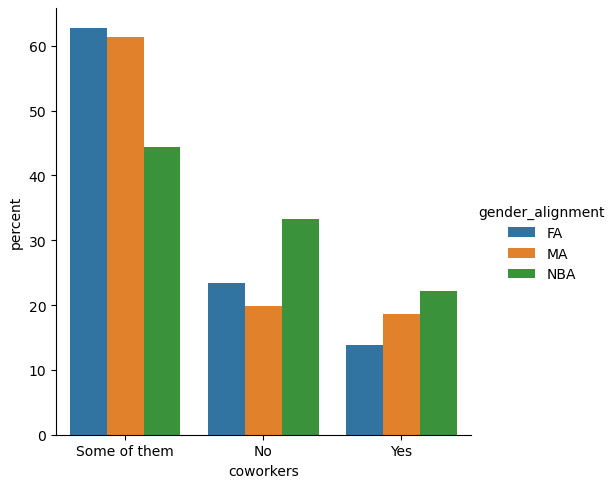 percent
60
50
40
30
20
10
0
Some of them
No
Yes
coworkers
gender_alignment
FA
MA
NBA